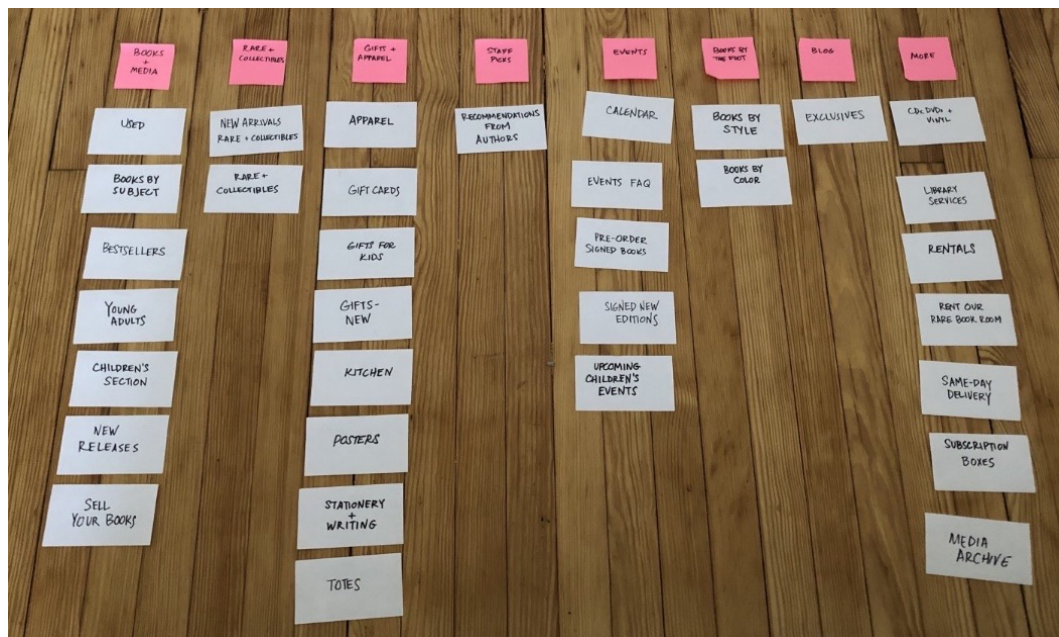 BOOKS
+
MEDIA
USED
BOOKS BY
SUBJECT
BESTSELLERS
YOUNG
ADULTS
CHILDREN'S
SECTION
NEW
RELEASES
SELL
YOUR BOOKS
RARE +
COLLECTIBLES
NEW ARRIVALS
RARE + COLLECTIBLES
RARE +
COLLECTIBLES
GIFTS +
APPAREL
APPAREL
GIFT CARDS
GIFTS FOR
KIDS
GIFTS-
NEW
KITCHEN
POSTERS
STATIONERY
+
WRITING
TOTES
STAFF
PICKS
RECOMMENDATIONS
FROM
AUTHORS
EVENTS
CALENDAR
EVENTS FAQ
PRE-ORDER
SIGNED BOOKS
SIGNED NEW
EDITIONS
UPCOMING
CHILDREN'S
EVENTS
BOOKS BY
THE FOOT
BOOKS BY
STYLE
BOOKS BY
COLOR
BLOG
EXCLUSIVES
MORE
CDs, DVDs +
VINYL
LIBRARY
SERVICES
RENTALS
RENT OUR
RARE BOOK ROOM
SAME-DAY
DELIVERY
SUBSCRIPTION
BOXES
MEDIA
ARCHIVE